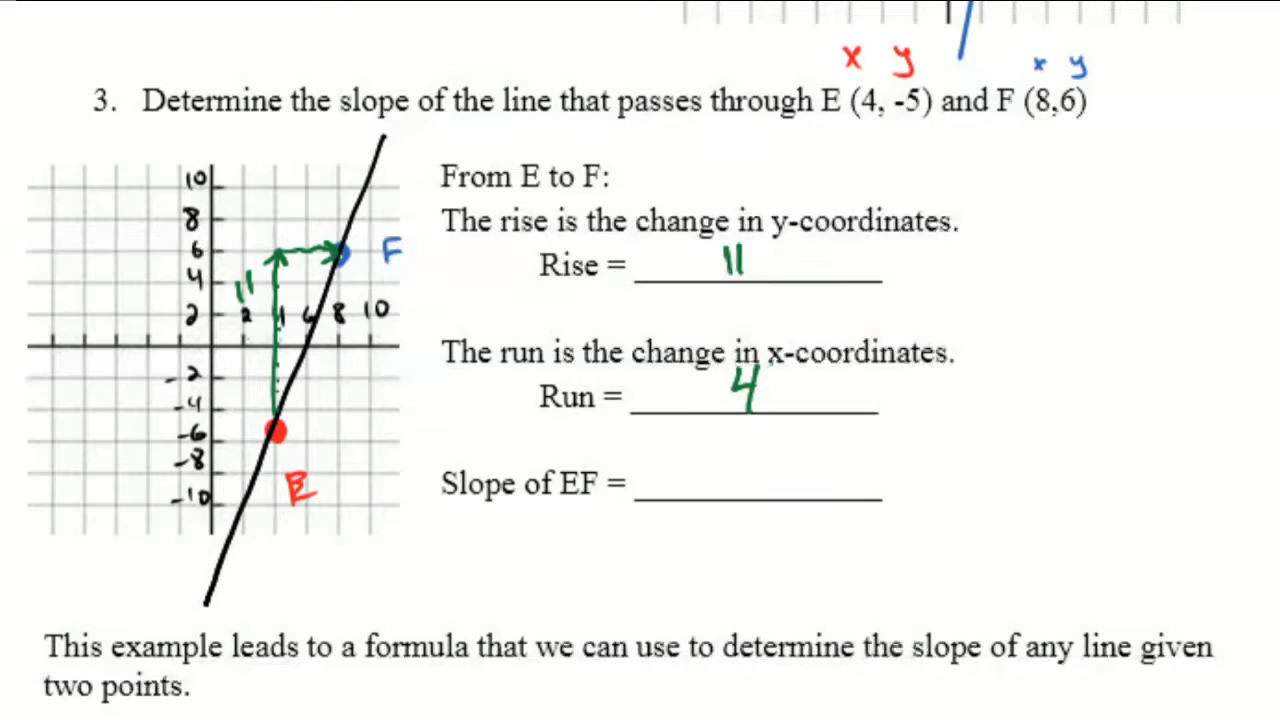 x y x y
3. Determine the slope of the line that passes through E (4, -5) and F (8,6)
From E to F:
The rise is the change in y-coordinates.
Rise = 11
The run is the change in x-coordinates.
Run = 4
Slope of EF =
10
8
6
4
2
-2
-4
-6
-8
-10
2 4 6 8 10
11
F
E
This example leads to a formula that we can use to determine the slope of any line given
two points.